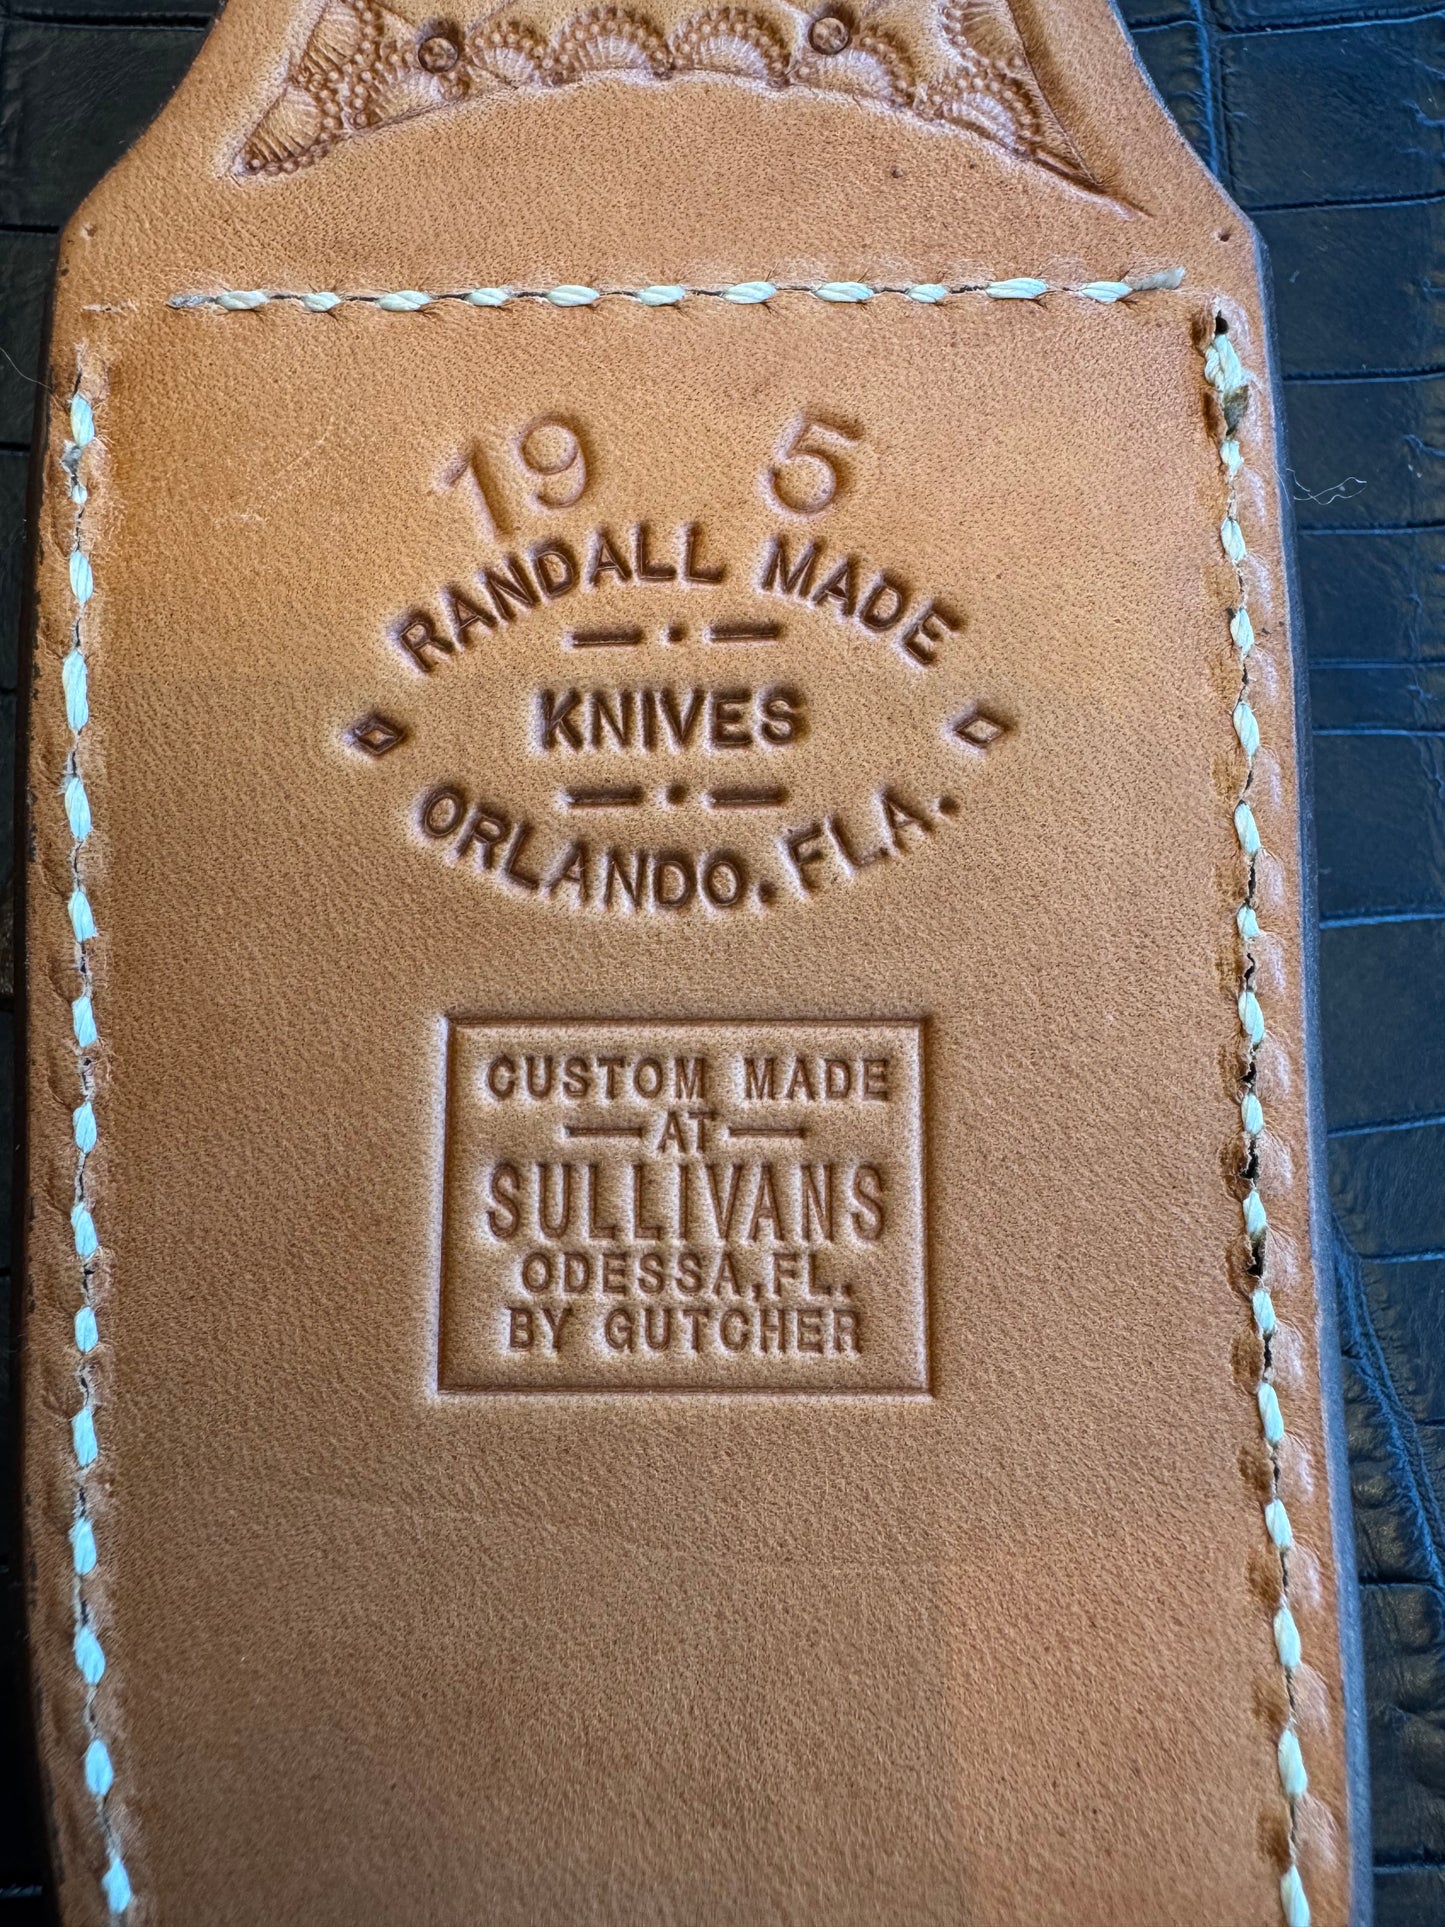 19 5
RANDALL MADE
KNIVES
ORLANDO, FLA.
CUSTOM MADE
AT
SULLIVANS
ODESSA, FL.
BY GUTCHER